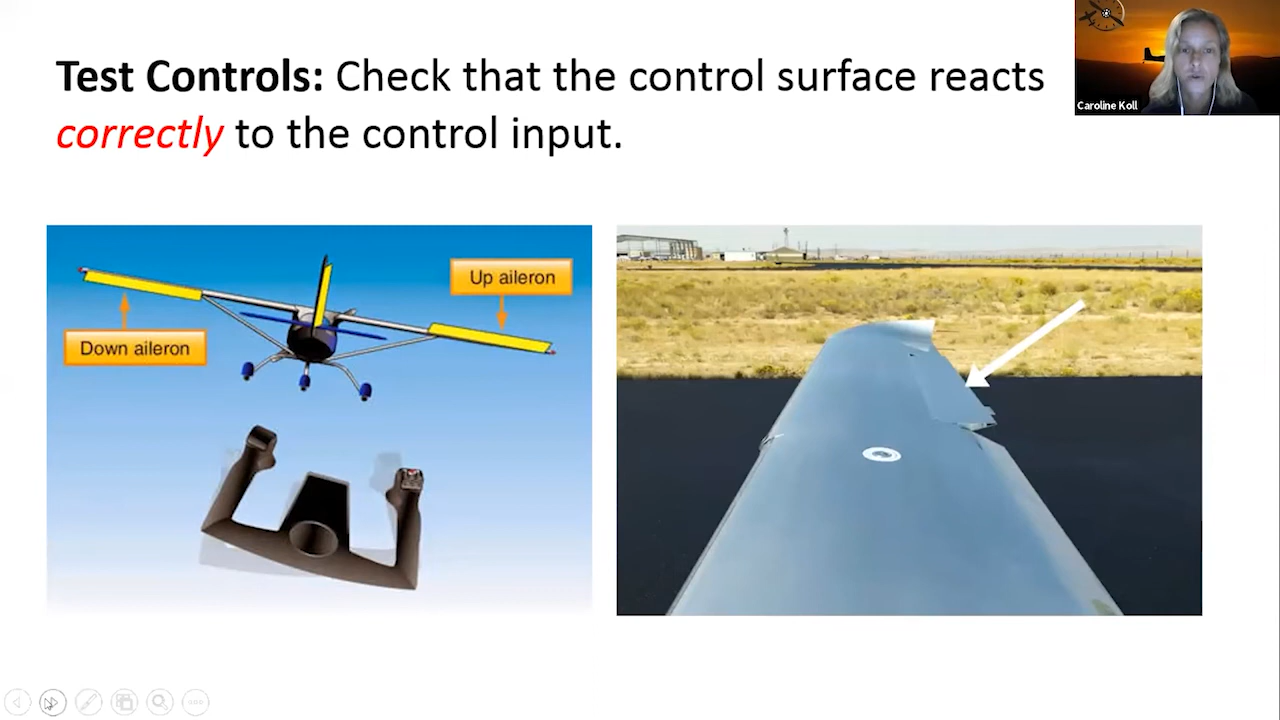 Test Controls: Check that the control surface reacts
correctly to the control input.
Caroline Koll
Up aileron
Down aileron